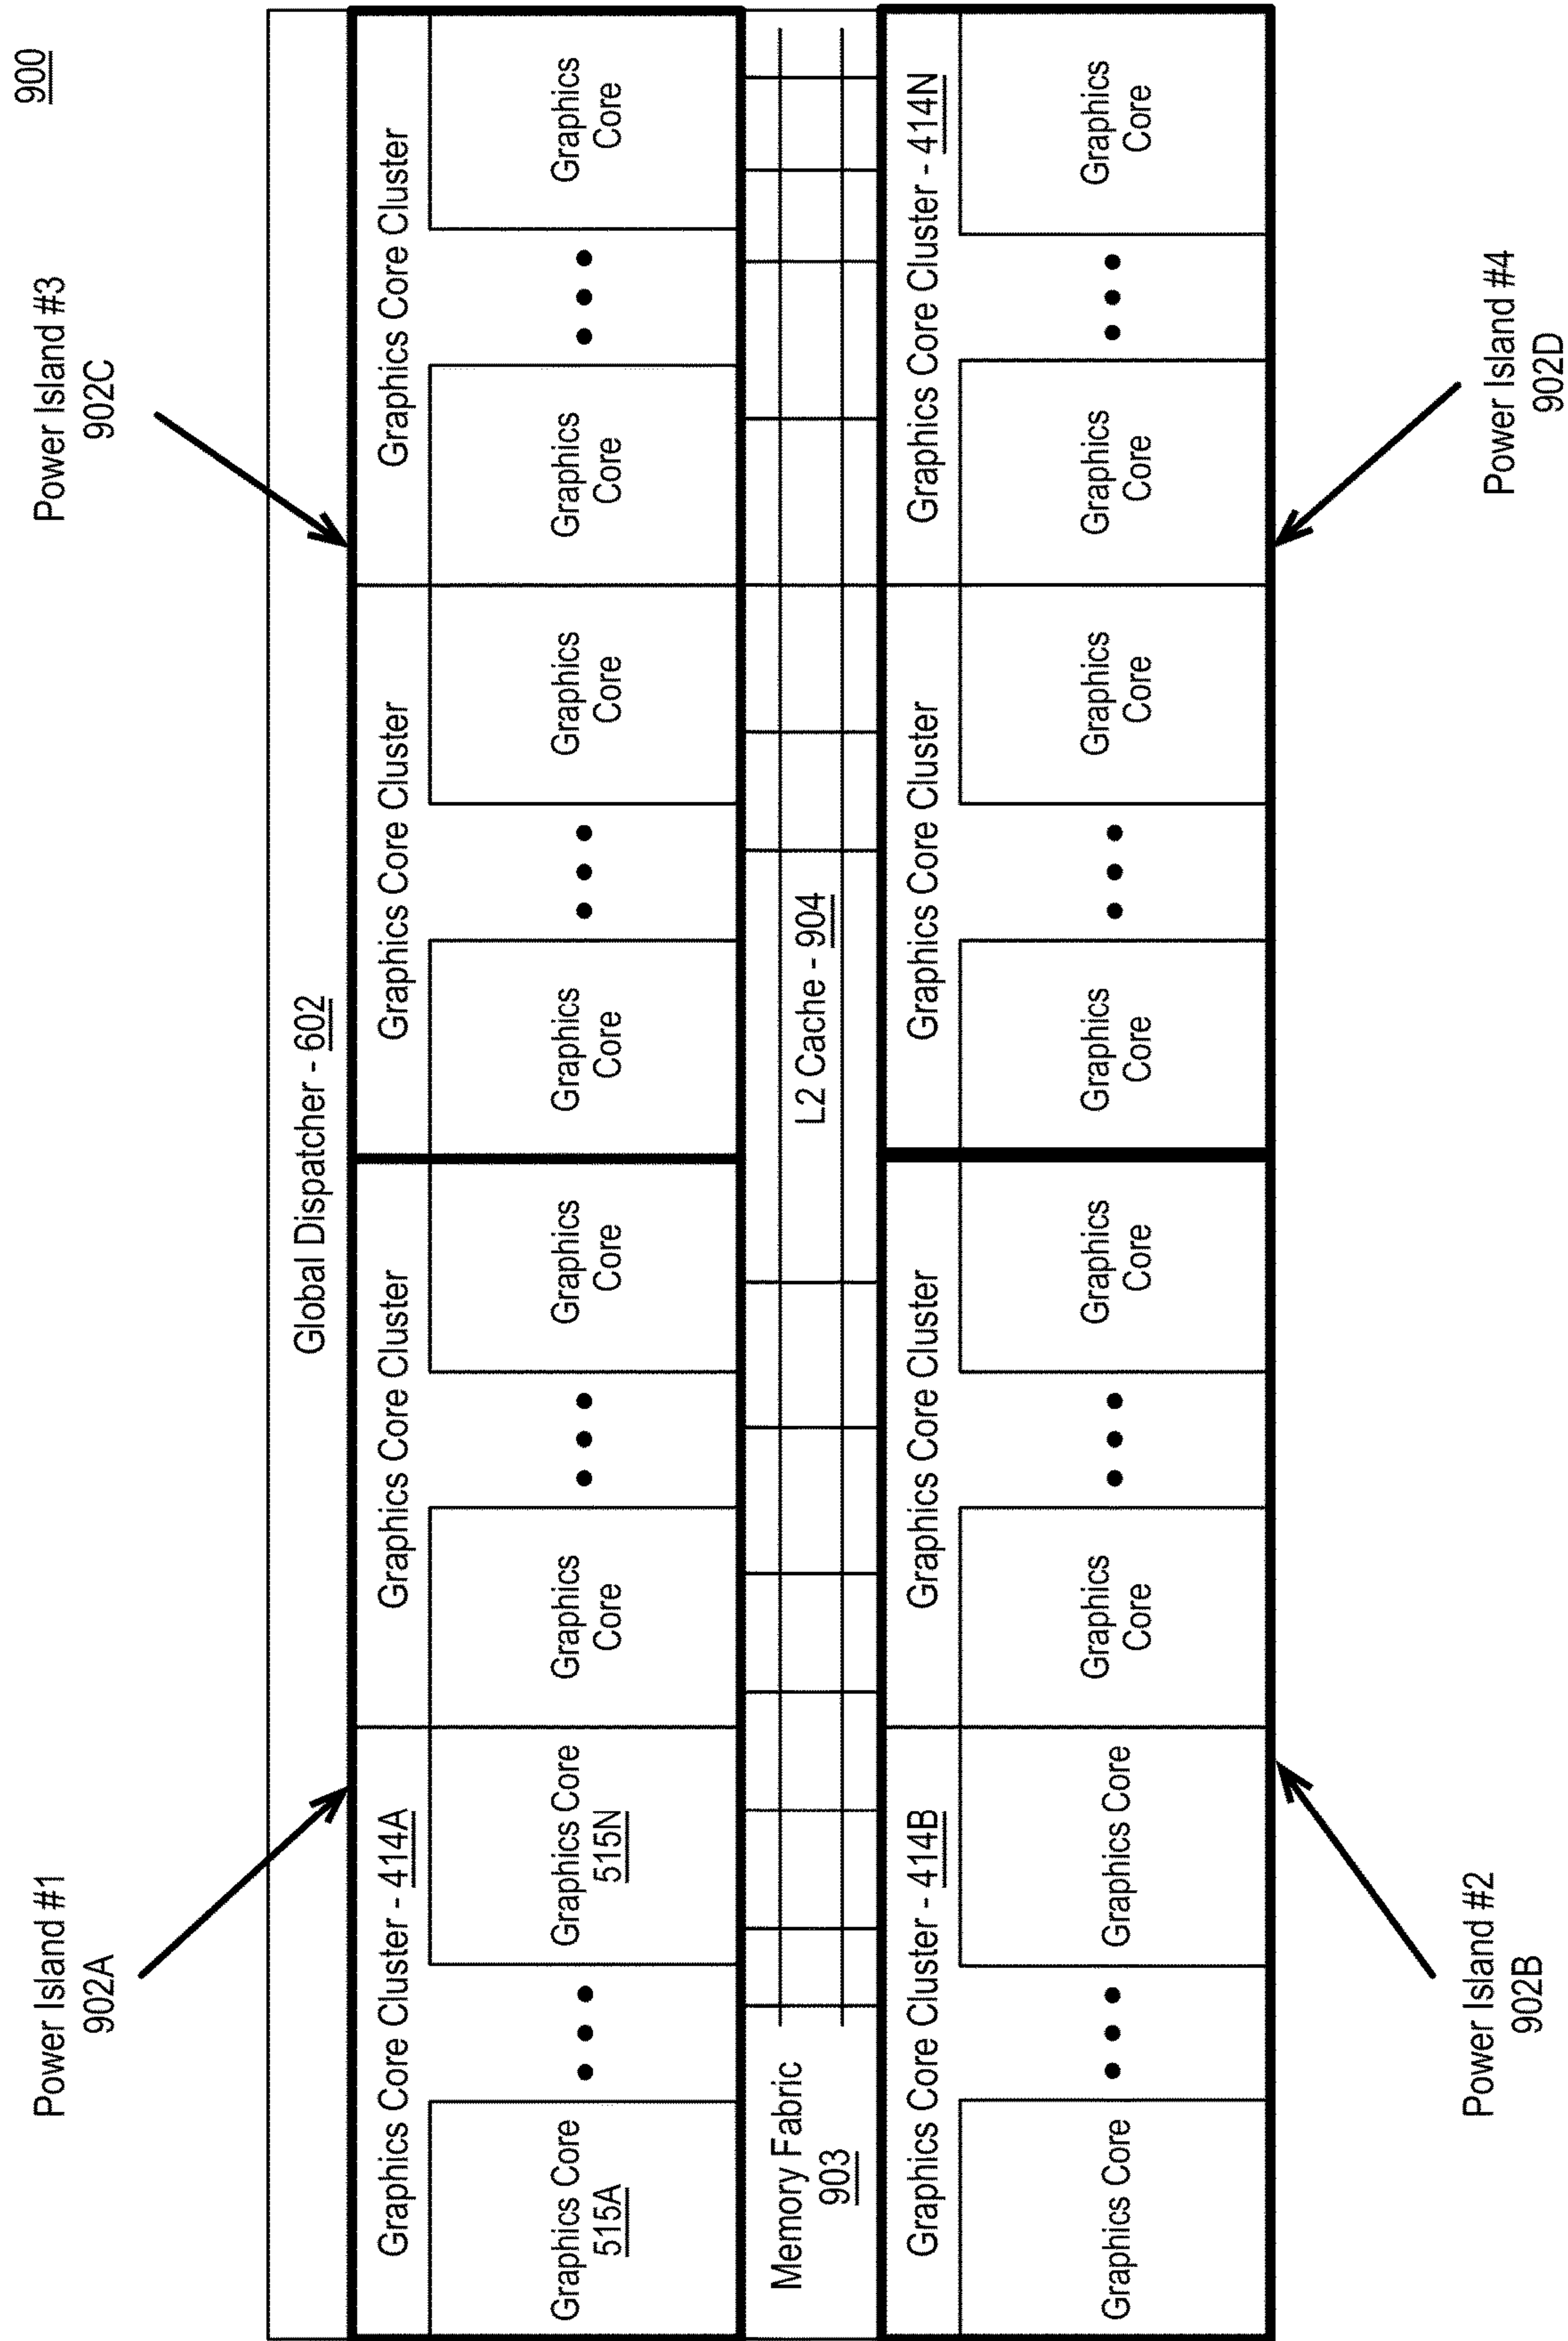 900
Power Island #1
902A
Power Island #3
902C
Global Dispatcher - 602
Graphics Core Cluster - 414A
Graphics Core Cluster
Graphics Core Cluster
Graphics Core Cluster
Graphics Core
515A
Graphics Core
515N
Graphics
Core
Graphics
Core
Graphics
Core
Graphics
Core
Graphics
Core
Graphics
Core
Memory Fabric
903
L2 Cache - 904
Graphics Core Cluster - 414B
Graphics Core Cluster
Graphics Core Cluster
Graphics Core Cluster - 414N
Graphics Core
Graphics Core
Graphics
Core
Graphics
Core
Graphics
Core
Graphics
Core
Graphics
Core
Graphics
Core
Power Island #2
902B
Power Island #4
902D